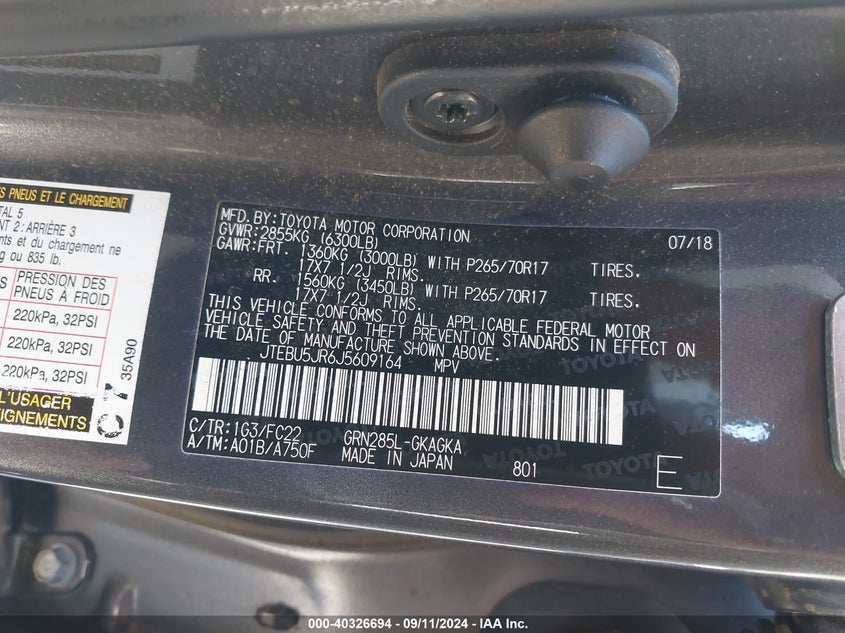 S PNEUS ET LE CHARGEMENT
TAL 5
NT 2: ARRIÈRE 3
nts et du chargement ne
g ou 835 lb.
S PRESSION DES
PNEUS À FROID
220kPa, 32PSI
220kPa, 32PSI
220kPa, 32PSI
L'USAGER
IGNEMENTS
35A90
MFD. BY: TOYOTA MOTOR CORPORATION 07/18
GVWR: 2855KG (6300LB)
GAWR: FRT. 1360KG (3000LB) WITH P265/70R17 TIRES.
17X7 1/2J RIMS.
RR. 1560KG (3450LB) WITH P265/70R17 TIRES.
17X7 1/2J RIMS.
THIS VEHICLE CONFORMS TO ALL APPLICABLE FEDERAL MOTOR
VEHICLE SAFETY AND THEFT PREVENTION STANDARDS IN EFFECT ON
THE DATE OF MANUFACTURE SHOWN ABOVE.
JTEBU5JR6J5609164 MPV
C/TR: 1G3/FC22 GRN285L-GKAGKA
A/TM: A01B/A750F MADE IN JAPAN 801 E
000-40326694 - 09/11/2024 - IAA Inc.